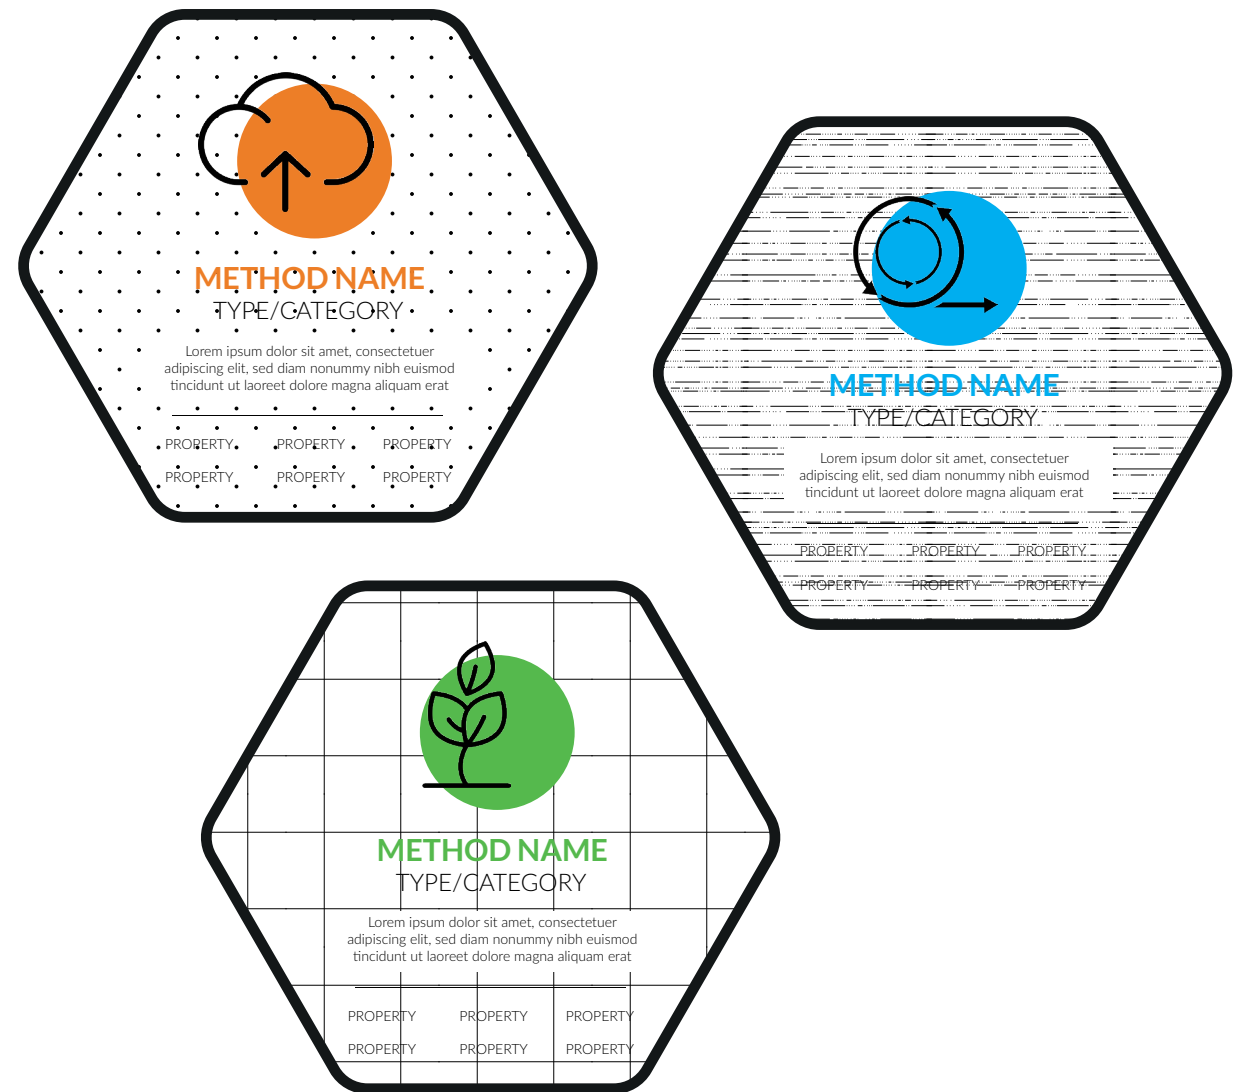 METHOD NAME
TYPE/CATEGORY
Lorem ipsum dolor sit amet, consectetuer
adipiscing elit, sed diam nonummy nibh euismod
tincidunt ut laoreet dolore magna aliquam erat
PROPERTY PROPERTY PROPERTY
PROPERTY PROPERTY PROPERTY
METHOD NAME
TYPE/CATEGORY
Lorem ipsum dolor sit amet, consectetuer
adipiscing elit, sed diam nonummy nibh euismod
tincidunt ut laoreet dolore magna aliquam erat
PROPERTY PROPERTY PROPERTY
PROPERTY PROPERTY PROPERTY
METHOD NAME
TYPE/CATEGORY
Lorem ipsum dolor sit amet, consectetuer
adipiscing elit, sed diam nonummy nibh euismod
tincidunt ut laoreet dolore magna aliquam erat
PROPERTY PROPERTY PROPERTY
PROPERTY PROPERTY PROPERTY